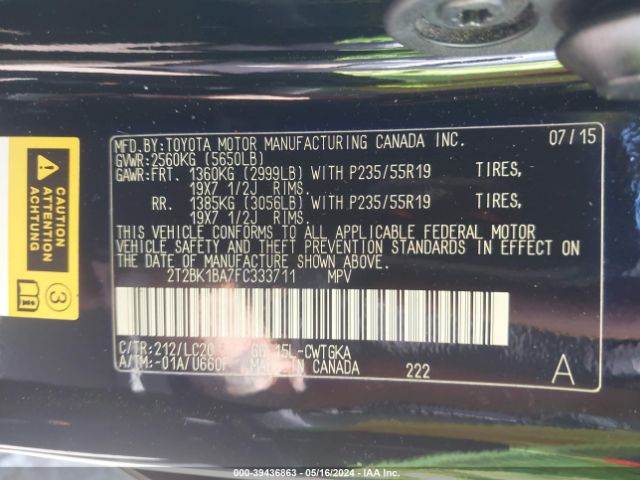 CAUTION
ATTENTION
3
MFD.BY:TOYOTA MOTOR MANUFACTURING CANADA INC. 07/15
GVWR:2560KG (5650LB)
GAWR:FRT. 1360KG (2999LB) WITH P235/55R19 TIRES,
19X7 1/2J RIMS.
RR. 1385KG (3056LB) WITH P235/55R19 TIRES,
19X7 1/2J RIMS.
THIS VEHICLE CONFORMS TO ALL APPLICABLE FEDERAL MOTOR
VEHICLE SAFETY AND THEFT PREVENTION STANDARDS IN EFFECT ON
THE DATE OF MANUFACTURE SHOWN ABOVE.
2T2BK1BA7FC333711 MPV
C/TR:212/LC20 15L-CWTGKA
A/TM:-01A/U660F MADE IN CANADA 222 A
000-39436863 - 05/16/2024 - IAA Inc.